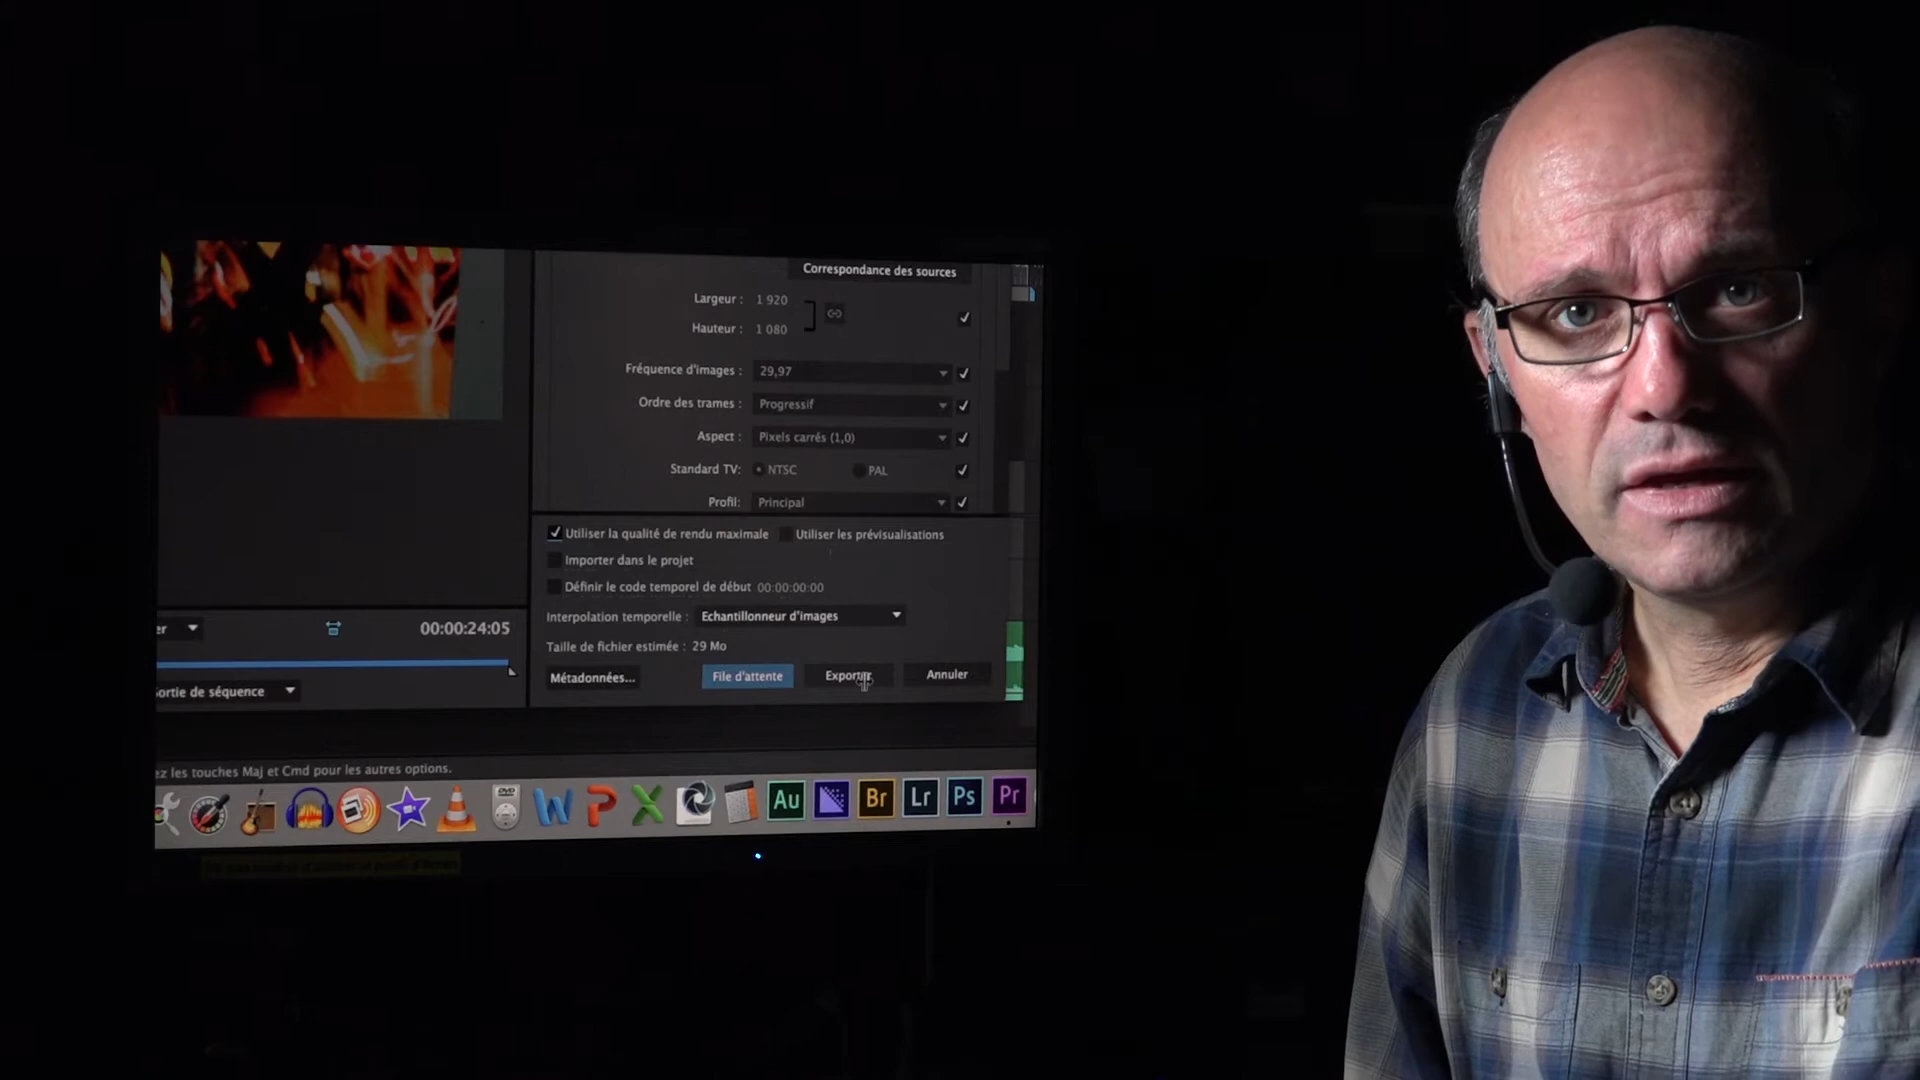 Correspondance des sources
Largeur : 1 920
Hauteur : 1 080
Fréquence d'images : 29,97
Ordre des trames : Progressif
Aspect : Pixels carrés (1,0)
Standard TV: NTSC PAL
Profil: Principal
Utiliser la qualité de rendu maximale Utiliser les prévisualisations
Importer dans le projet
Définir le code temporel de début 00:00:00:00
Interpolation temporelle : Echantillonneur d'images
Taille de fichier estimée : 29 Mo
Métadonnées... File d'attente Exporter Annuler
er 00:00:24:05
Sortie de séquence
ez les touches Maj et Cmd pour les autres options.
DVD
W P X Au Br Lr Ps Pr